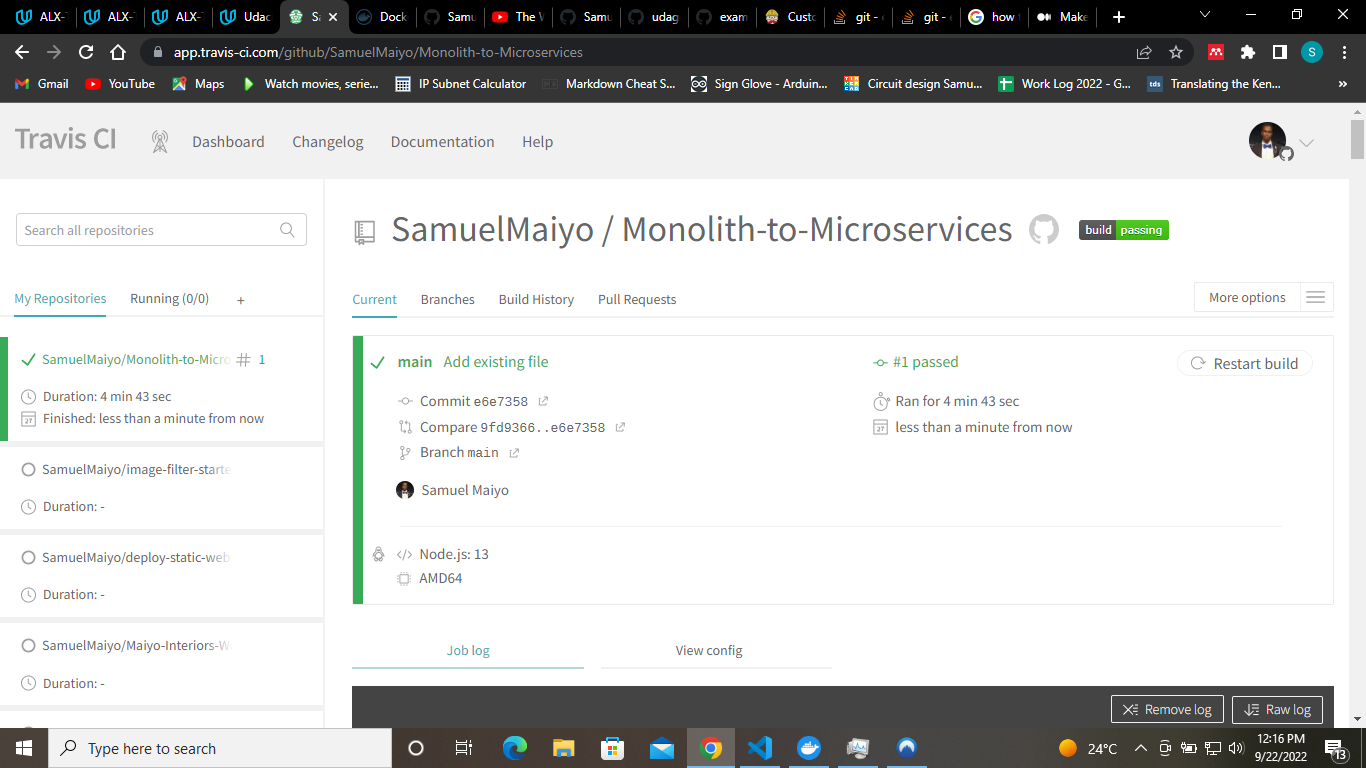 ALX-
ALX-
ALX-
Udac
Sa
Dock
Samu
The W
Samu
udag
exam
Custo
git -
git -
how
Make
app.travis-ci.com/github/SamuelMaiyo/Monolith-to-Microservices
S
Gmail
YouTube
Maps
Watch movies, serie...
IP Subnet Calculator
Markdown Cheat S...
Sign Glove - Arduin...
Circuit design Samu...
Work Log 2022 - G...
tds
Translating the Ken...
»
Travis CI
Dashboard
Changelog
Documentation
Help
Search all repositories
SamuelMaiyo / Monolith-to-Microservices
build passing
My Repositories
Running (0/0)
+
Current
Branches
Build History
Pull Requests
More options
SamuelMaiyo/Monolith-to-Micro
# 1
Duration: 4 min 43 sec
Finished: less than a minute from now
main Add existing file
#1 passed
Restart build
Commit e6e7358
Ran for 4 min 43 sec
Compare 9fd9366..e6e7358
less than a minute from now
Branch main
Samuel Maiyo
SamuelMaiyo/image-filter-starte
Duration: -
Node.js: 13
AMD64
SamuelMaiyo/deploy-static-web
Duration: -
SamuelMaiyo/Maiyo-Interiors-W
Duration: -
Job log
View config
Remove log
Raw log
Type here to search
24°C
12:16 PM
9/22/2022
13